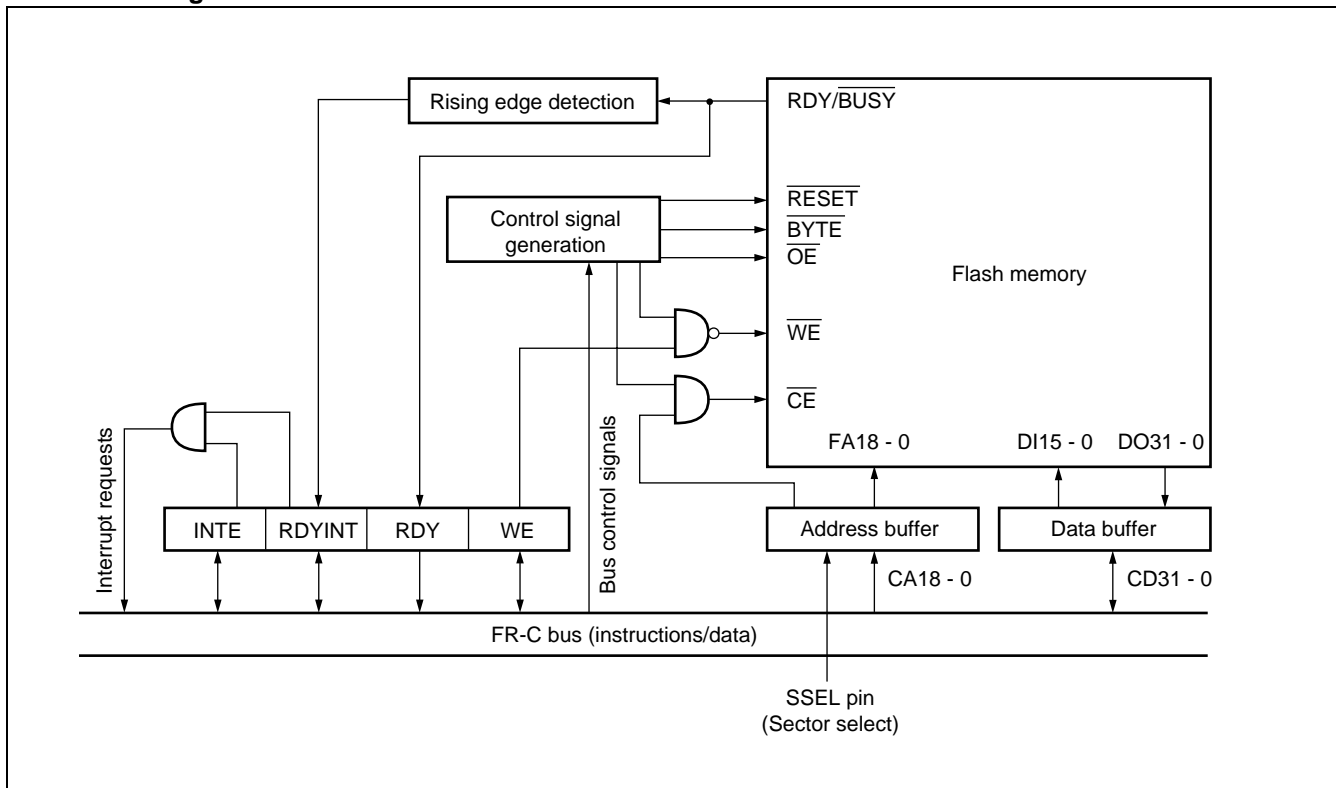 Rising edge detection
RDY/BUSY
RESET
BYTE
OE
Control signal
generation
Flash memory
WE
CE
FA18 - 0
DI15 - 0
DO31 - 0
Interrupt requests
Bus control signals
INTE
RDYINT
RDY
WE
Address buffer
Data buffer
CA18 - 0
CD31 - 0
FR-C bus (instructions/data)
SSEL pin
(Sector select)